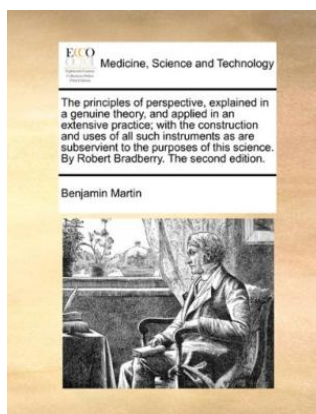 ECCO
Medicine, Science and Technology
The principles of perspective, explained in
a genuine theory, and applied in an
extensive practice; with the construction
and uses of all such instruments as are
subservient to the purposes of this science.
By Robert Bradberry. The second edition.
Benjamin Martin